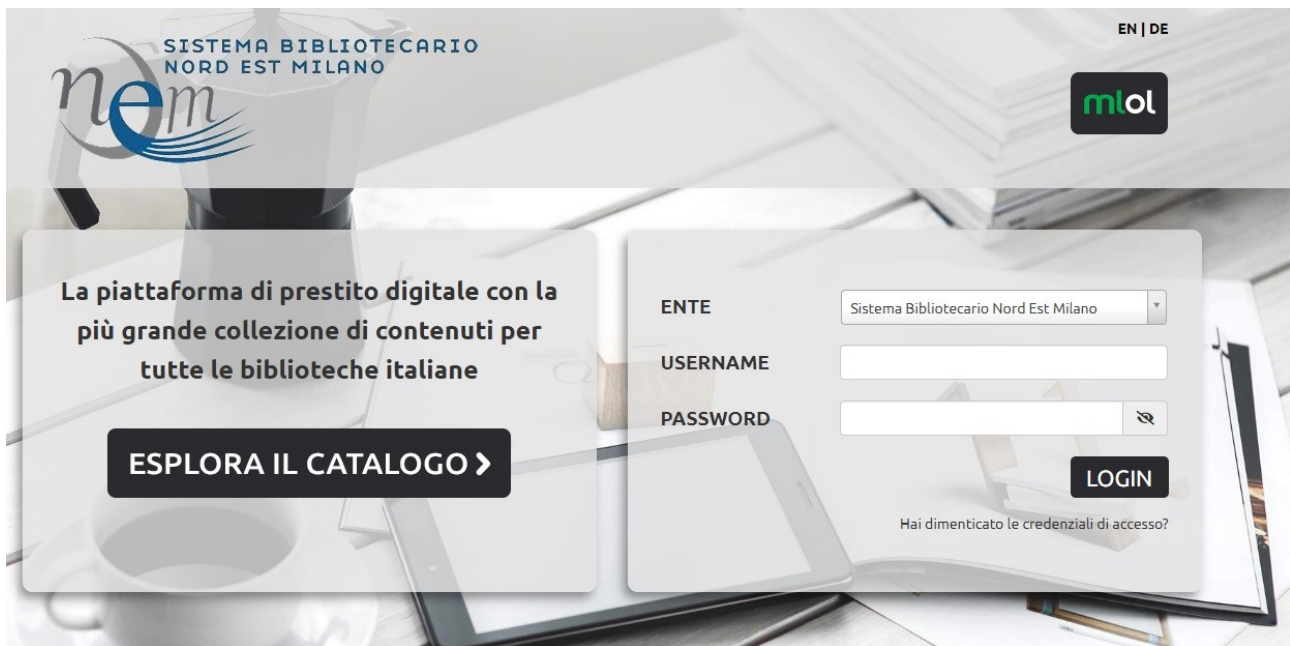 SISTEMA BIBLIOTECARIO
NORD EST MILANO
nem
EN | DE
mlol
La piattaforma di prestito digitale con la
più grande collezione di contenuti per
tutte le biblioteche italiane
ESPLORA IL CATALOGO
ENTE
Sistema Bibliotecario Nord Est Milano
USERNAME
PASSWORD
LOGIN
Hai dimenticato le credenziali di accesso?